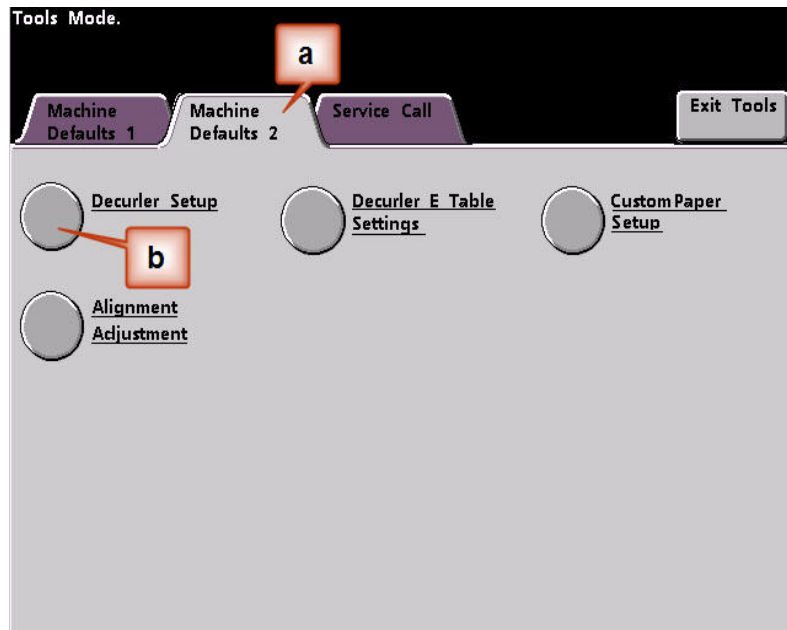 Tools Mode.
a
Machine
Defaults 1
Machine
Defaults 2
Service Call
Exit Tools
Decurler Setup
Decurler E Table
Settings
Custom Paper
Setup
b
Alignment
Adjustment